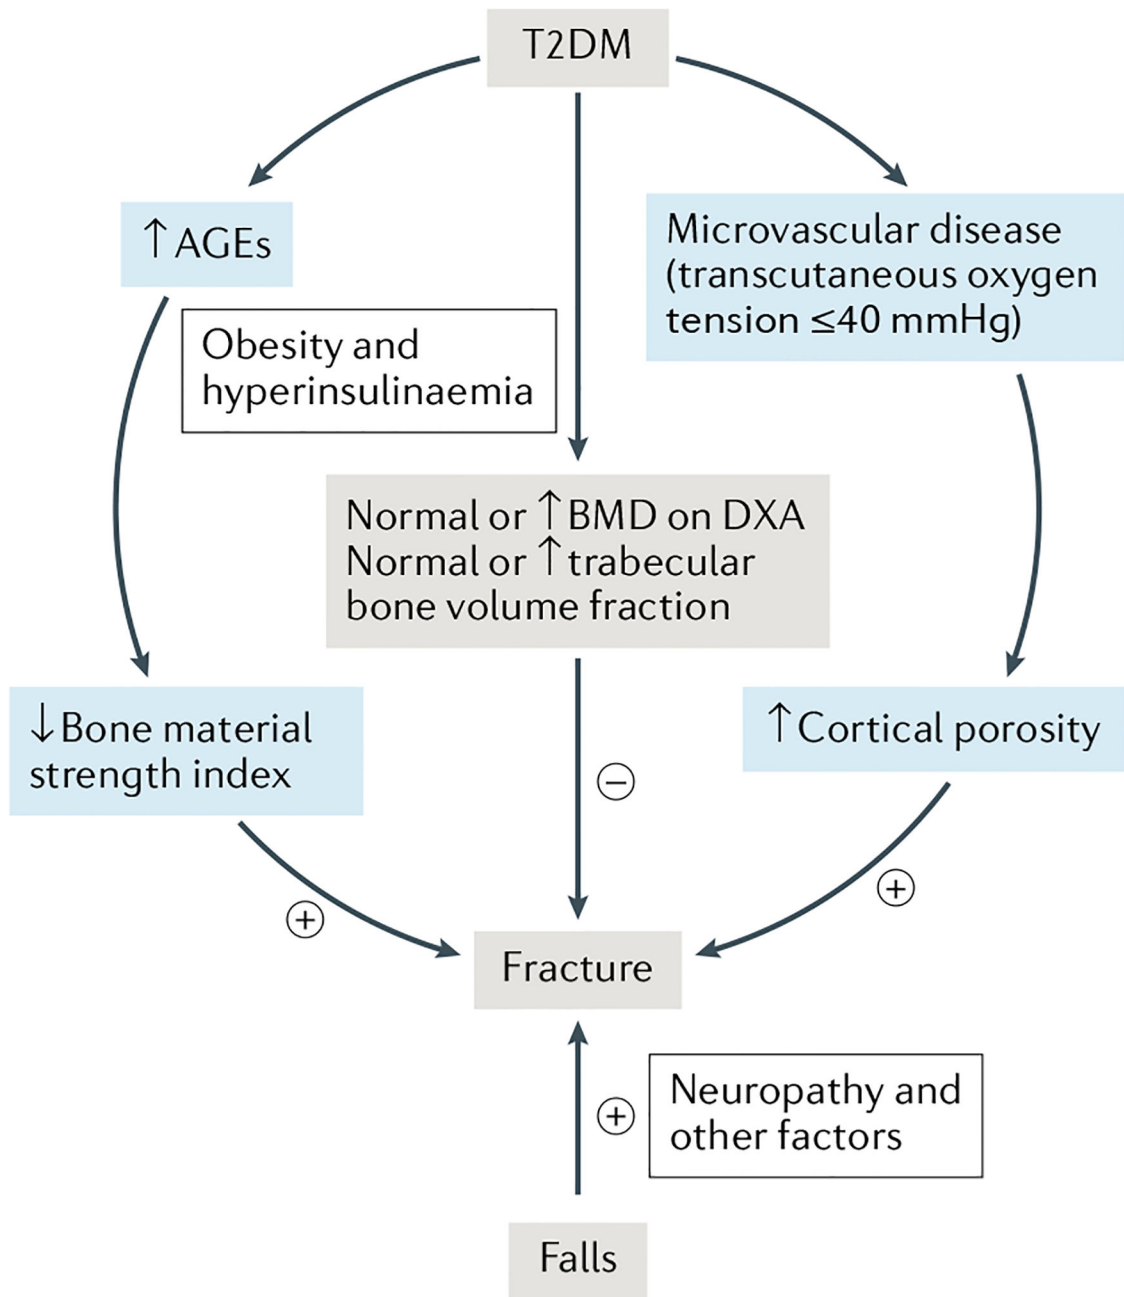 T2DM
↑AGEs
Microvascular disease
(transcutaneous oxygen
tension ≤40 mmHg)
Obesity and
hyperinsulinaemia
Normal or ↑BMD on DXA
Normal or ↑trabecular
bone volume fraction
↓Bone material
strength index
↑Cortical porosity
−
+
+
Fracture
+
Neuropathy and
other factors
Falls